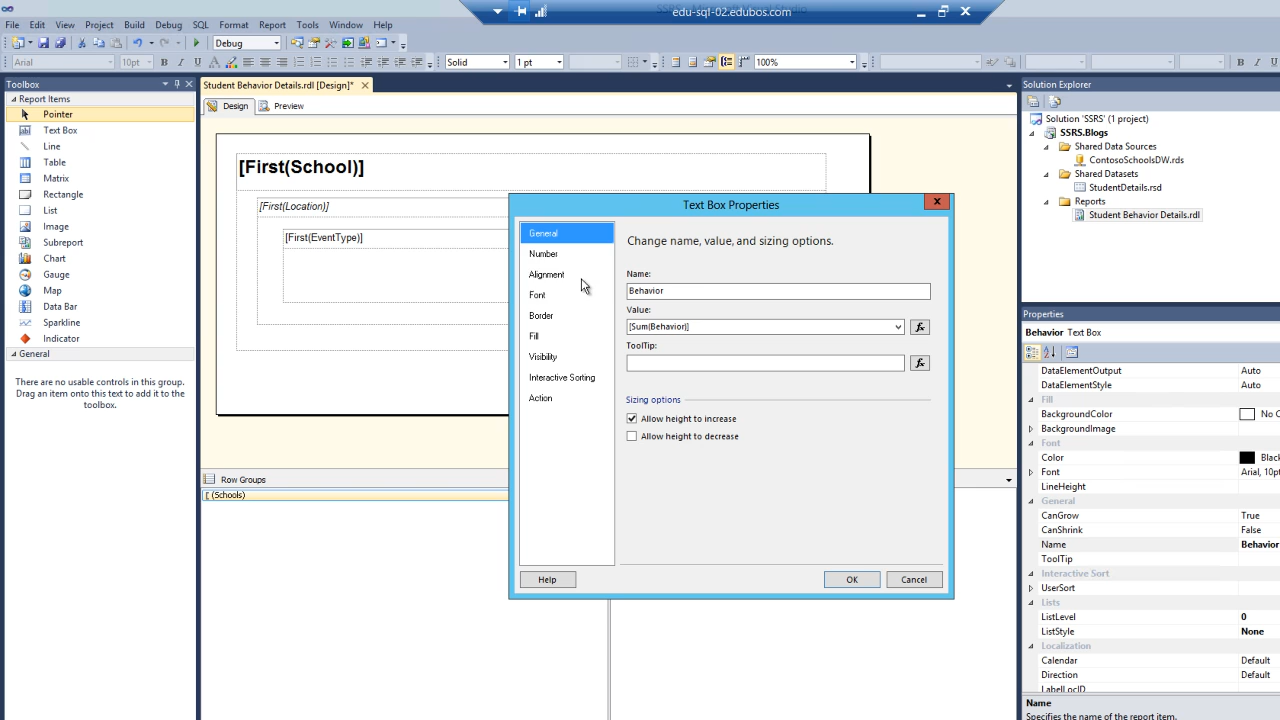 edu-sql-02.edubos.com
File Edit View Project Build Debug SQL Format Report Tools Window Help
Debug
Arial 10pt B I U Solid 1 pt 100% B I
Toolbox
Report Items
Pointer
Text Box
Line
Table
Matrix
Rectangle
List
Image
Subreport
Chart
Gauge
Map
Data Bar
Sparkline
Indicator
General
There are no usable controls in this group.
Drag an item onto this text to add it to the
toolbox.
Student Behavior Details.rdl [Design]*
Design Preview
[First(School)]
[First(Location)]
[First(EventType)]
Row Groups
(Schools)
Text Box Properties
General
Number
Alignment
Font
Border
Fill
Visibility
Interactive Sorting
Action
Change name, value, and sizing options.
Name:
Behavior
Value:
[Sum(Behavior)]
fx
ToolTip:
fx
Sizing options
Allow height to increase
Allow height to decrease
Help OK Cancel
Solution Explorer
Solution 'SSRS' (1 project)
SSRS.Blogs
Shared Data Sources
ContosoSchoolsDW.rds
Shared Datasets
StudentDetails.rsd
Reports
Student Behavior Details.rdl
Properties
Behavior Text Box
DataElementOutput Auto
DataElementStyle Auto
Fill
BackgroundColor No C
BackgroundImage
Font
Color Black
Font Arial, 10pt
LineHeight
General
CanGrow True
CanShrink False
Name Behavior
ToolTip
Interactive Sort
UserSort
Lists
ListLevel 0
ListStyle None
Localization
Calendar Default
Direction Default
LabelLocID
Name
Specifies the name of the report item.